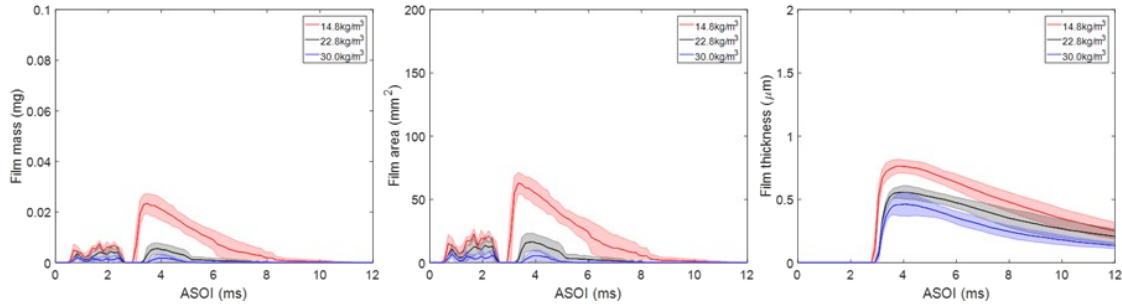 0.1
0.08
0.06
0.04
0.02
0
Film mass (mg)
0 2 4 6 8 10 12
ASOI (ms)
14.8kg/m³
22.8kg/m³
30.0kg/m³
200
150
100
50
0
Film area (mm²)
0 2 4 6 8 10 12
ASOI (ms)
14.8kg/m³
22.8kg/m³
30.0kg/m³
2
1.5
1
0.5
0
Film thickness (μm)
0 2 4 6 8 10 12
ASOI (ms)
14.8kg/m³
22.8kg/m³
30.0kg/m³